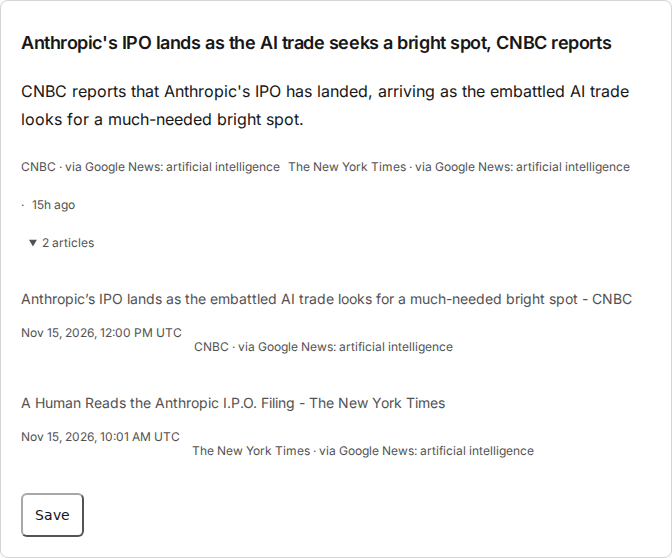 Anthropic's IPO lands as the AI trade seeks a bright spot, CNBC reports
CNBC reports that Anthropic's IPO has landed, arriving as the embattled AI trade
looks for a much-needed bright spot.
CNBC · via Google News: artificial intelligence The New York Times · via Google News: artificial intelligence
· 15h ago
▼ 2 articles
Anthropic’s IPO lands as the embattled AI trade looks for a much-needed bright spot - CNBC
Nov 15, 2026, 12:00 PM UTC
CNBC · via Google News: artificial intelligence
A Human Reads the Anthropic I.P.O. Filing - The New York Times
Nov 15, 2026, 10:01 AM UTC
The New York Times · via Google News: artificial intelligence
Save